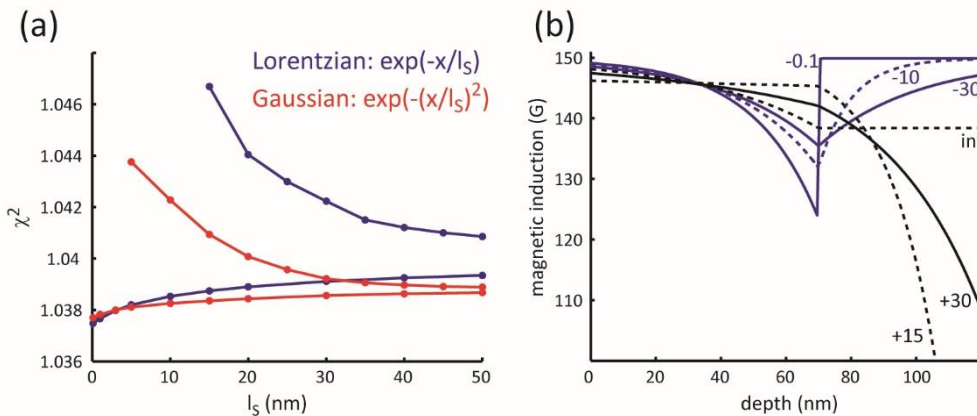 (a)
1.046
1.044
1.042
1.04
1.038
1.036
χ²
0 10 20 30 40 50
lS (nm)
Lorentzian: exp(-x/lS)
Gaussian: exp(-(x/lS)²)
(b)
150
140
130
120
110
magnetic induction (G)
0 20 40 60 80 100
depth (nm)
-0.1
-10
-30
in
+30
+15